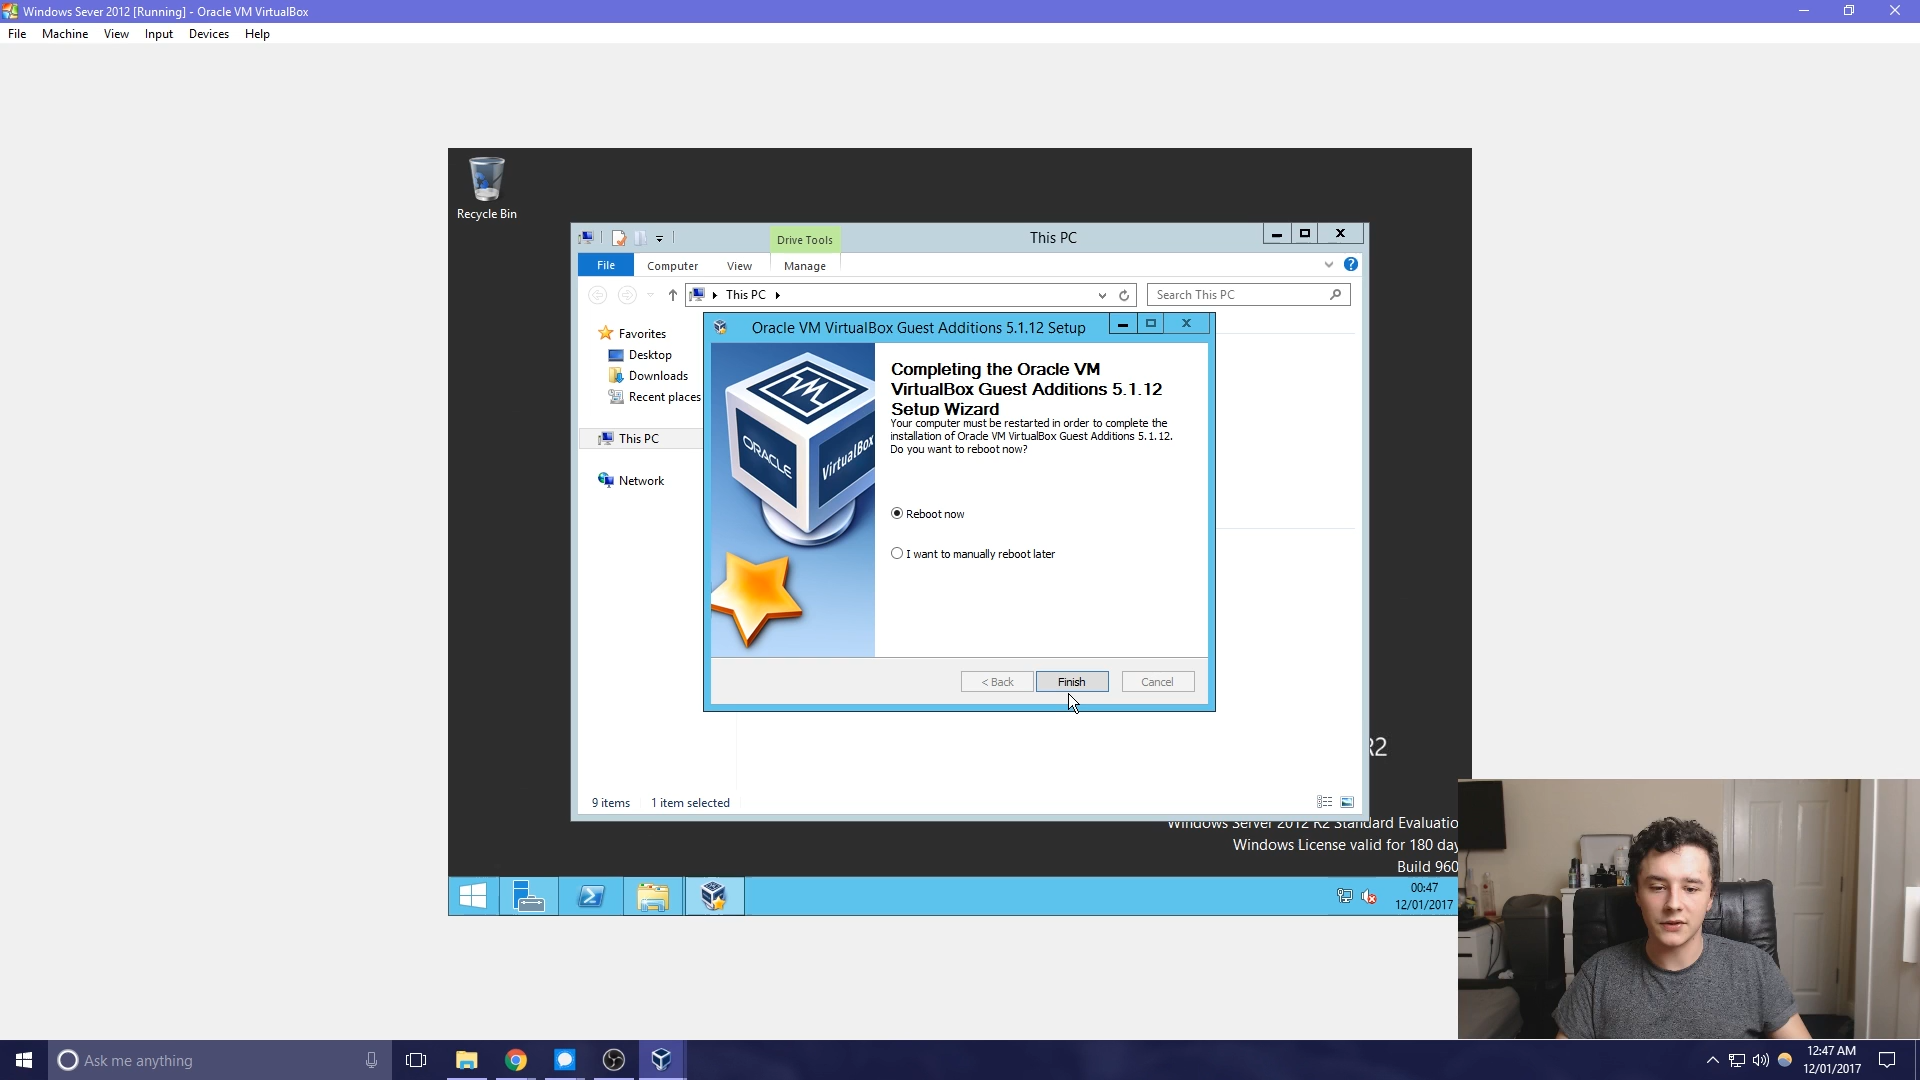 Windows Sever 2012 [Running] - Oracle VM VirtualBox
File Machine View Input Devices Help
Recycle Bin
Drive Tools
This PC
File Computer View Manage
This PC
Search This PC
Favorites
Desktop
Downloads
Recent places
This PC
Network
Oracle VM VirtualBox Guest Additions 5.1.12 Setup
ORACLE
VirtualBox
Completing the Oracle VM
VirtualBox Guest Additions 5.1.12
Setup Wizard
Your computer must be restarted in order to complete the
installation of Oracle VM VirtualBox Guest Additions 5.1.12.
Do you want to reboot now?
Reboot now
I want to manually reboot later
< Back Finish Cancel
R2
9 items 1 item selected
Windows Server 2012 R2 Standard Evaluatio
Windows License valid for 180 day
Build 960
00:47
12/01/2017
Ask me anything
12:47 AM
12/01/2017